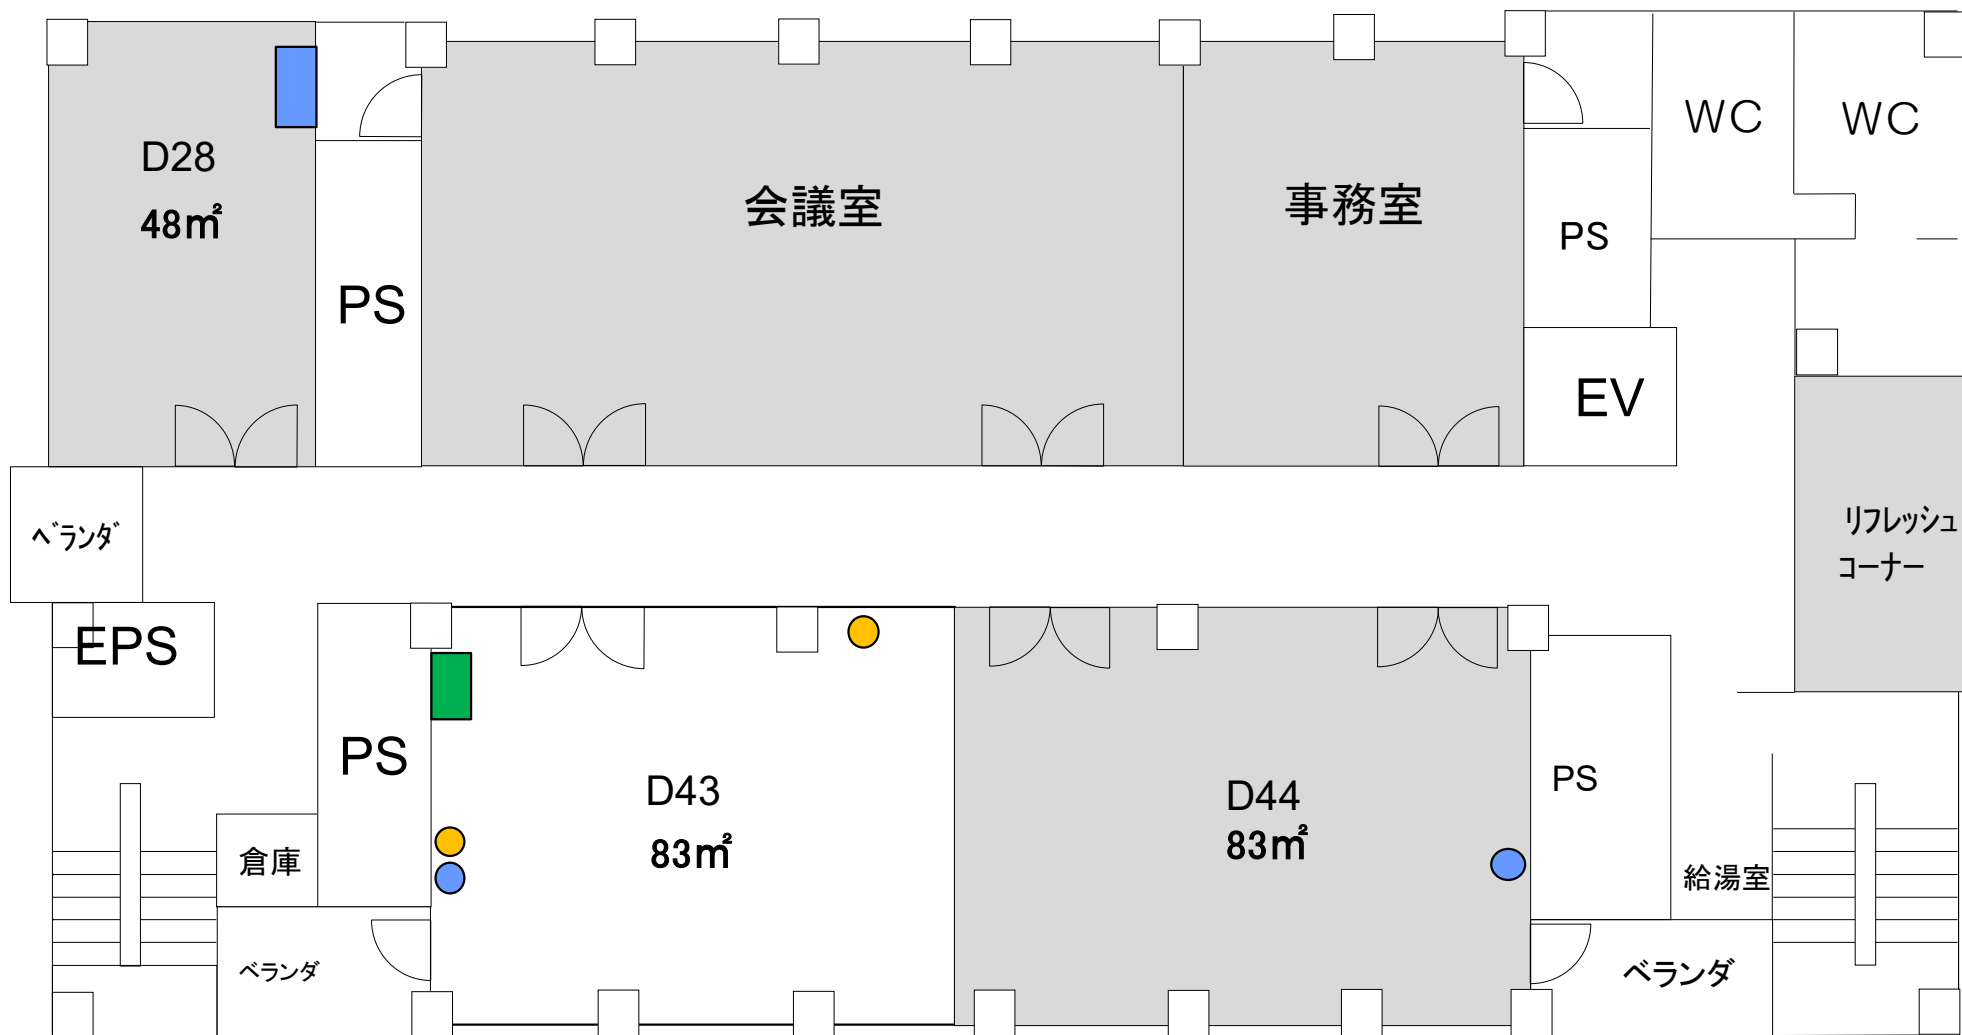 D28
48㎡
PS
会議室
事務室
PS
WC
WC
EV
ベランダ
リフレッシュ
コーナー
EPS
PS
倉庫
ベランダ
D43
83㎡
D44
83㎡
PS
給湯室
ベランダ